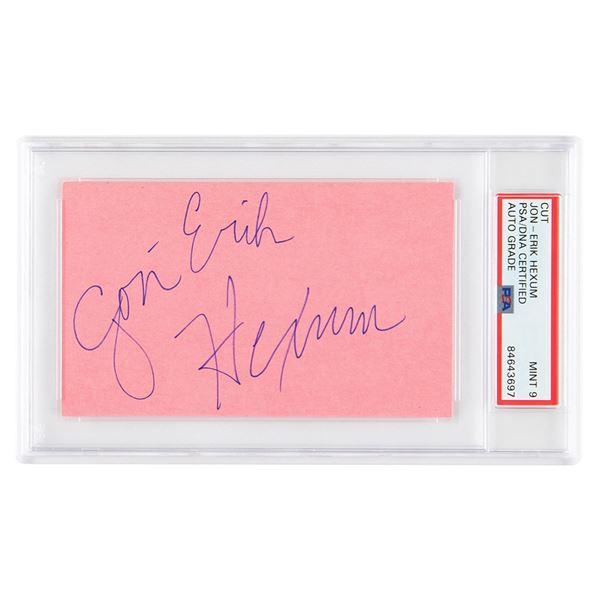 Jon-Erik
Hexum
CUT
JON-ERIK HEXUM
PSA/DNA CERTIFIED
AUTO GRADE
PSA
MINT 9
84643697